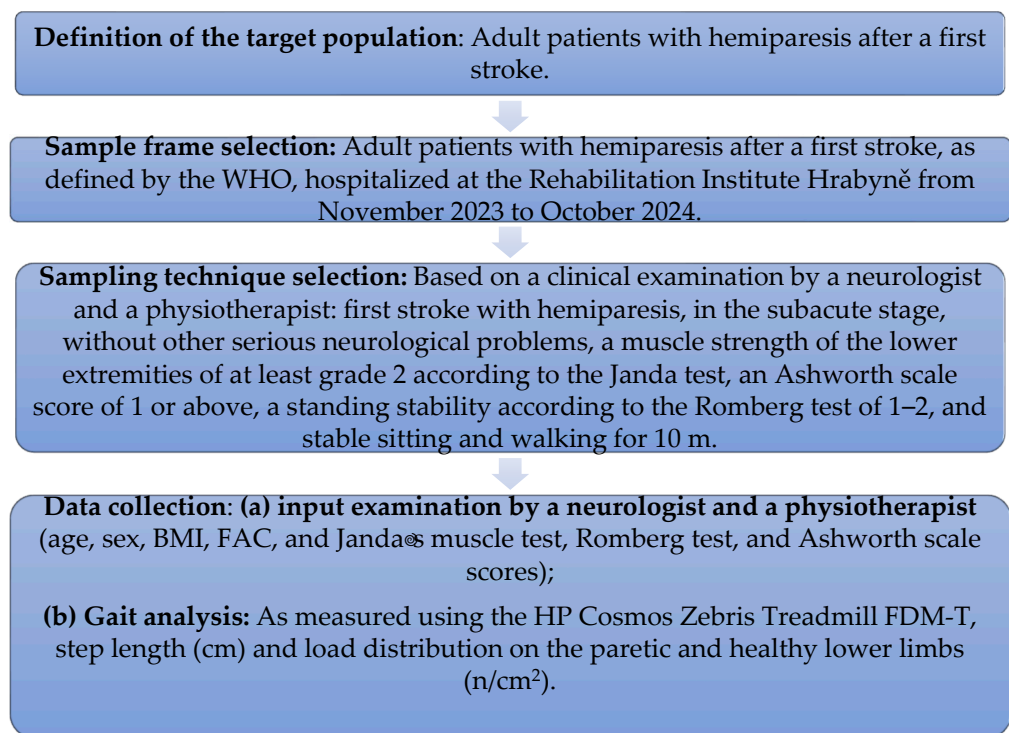 Definition of the target population: Adult patients with hemiparesis after a first
stroke.
Sample frame selection: Adult patients with hemiparesis after a first stroke, as
defined by the WHO, hospitalized at the Rehabilitation Institute Hrabyně from
November 2023 to October 2024.
Sampling technique selection: Based on a clinical examination by a neurologist
and a physiotherapist: first stroke with hemiparesis, in the subacute stage,
without other serious neurological problems, a muscle strength of the lower
extremities of at least grade 2 according to the Janda test, an Ashworth scale
score of 1 or above, a standing stability according to the Romberg test of 1–2, and
stable sitting and walking for 10 m.
Data collection: (a) input examination by a neurologist and a physiotherapist
(age, sex, BMI, FAC, and Janda's muscle test, Romberg test, and Ashworth scale
scores);
(b) Gait analysis: As measured using the HP Cosmos Zebris Treadmill FDM-T,
step length (cm) and load distribution on the paretic and healthy lower limbs
(n/cm²).